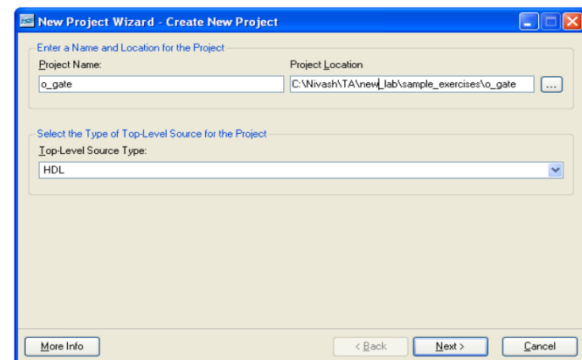 New Project Wizard - Create New Project
Enter a Name and Location for the Project
Project Name: Project Location
o_gate C:\Nivash\TA\new_lab\sample_exercises\o_gate ...
Select the Type of Top-Level Source for the Project
Top-Level Source Type:
HDL
More Info < Back Next > Cancel